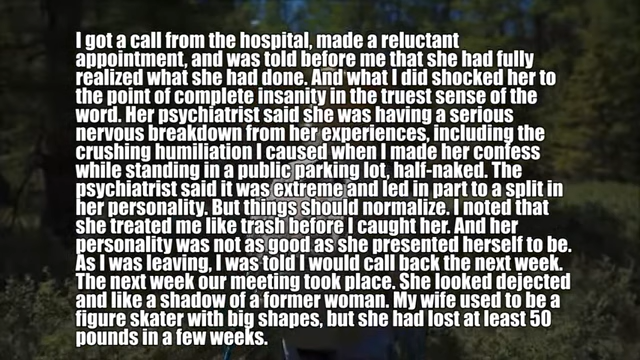 I got a call from the hospital, made a reluctant
appointment, and was told before me that she had fully
realized what she had done. And what I did shocked her to
the point of complete insanity in the truest sense of the
word. Her psychiatrist said she was having a serious
nervous breakdown from her experiences, including the
crushing humiliation I caused when I made her confess
while standing in a public parking lot, half-naked. The
psychiatrist said it was extreme and led in part to a split in
her personality. But things should normalize. I noted that
she treated me like trash before I caught her. And her
personality was not as good as she presented herself to be.
As I was leaving, I was told I would call back the next week.
The next week our meeting took place. She looked dejected
and like a shadow of a former woman. My wife used to be a
figure skater with big shapes, but she had lost at least 50
pounds in a few weeks.